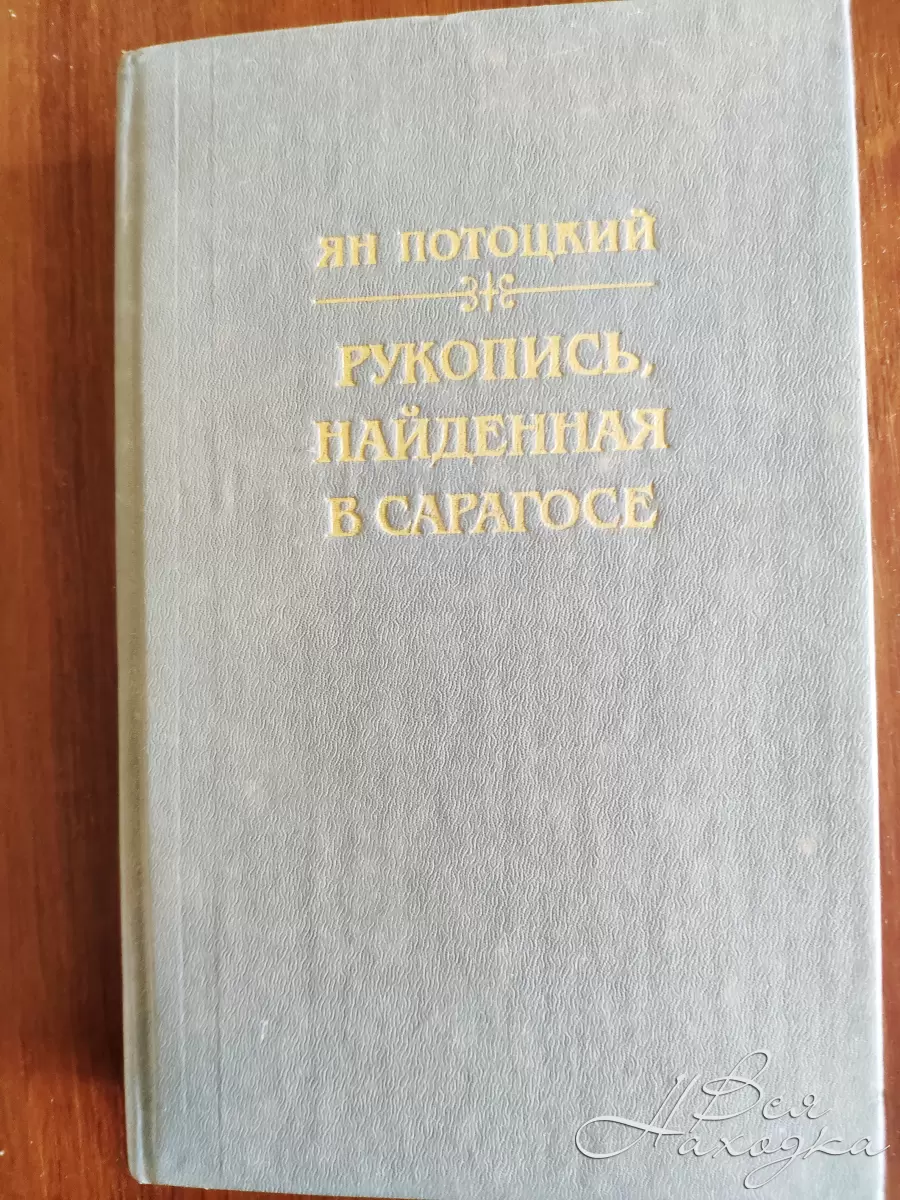 ЯН ПОТОЦКИЙ
РУКОПИСЬ,
НАЙДЕННАЯ
В САРАГОСЕ
Вся
Находка